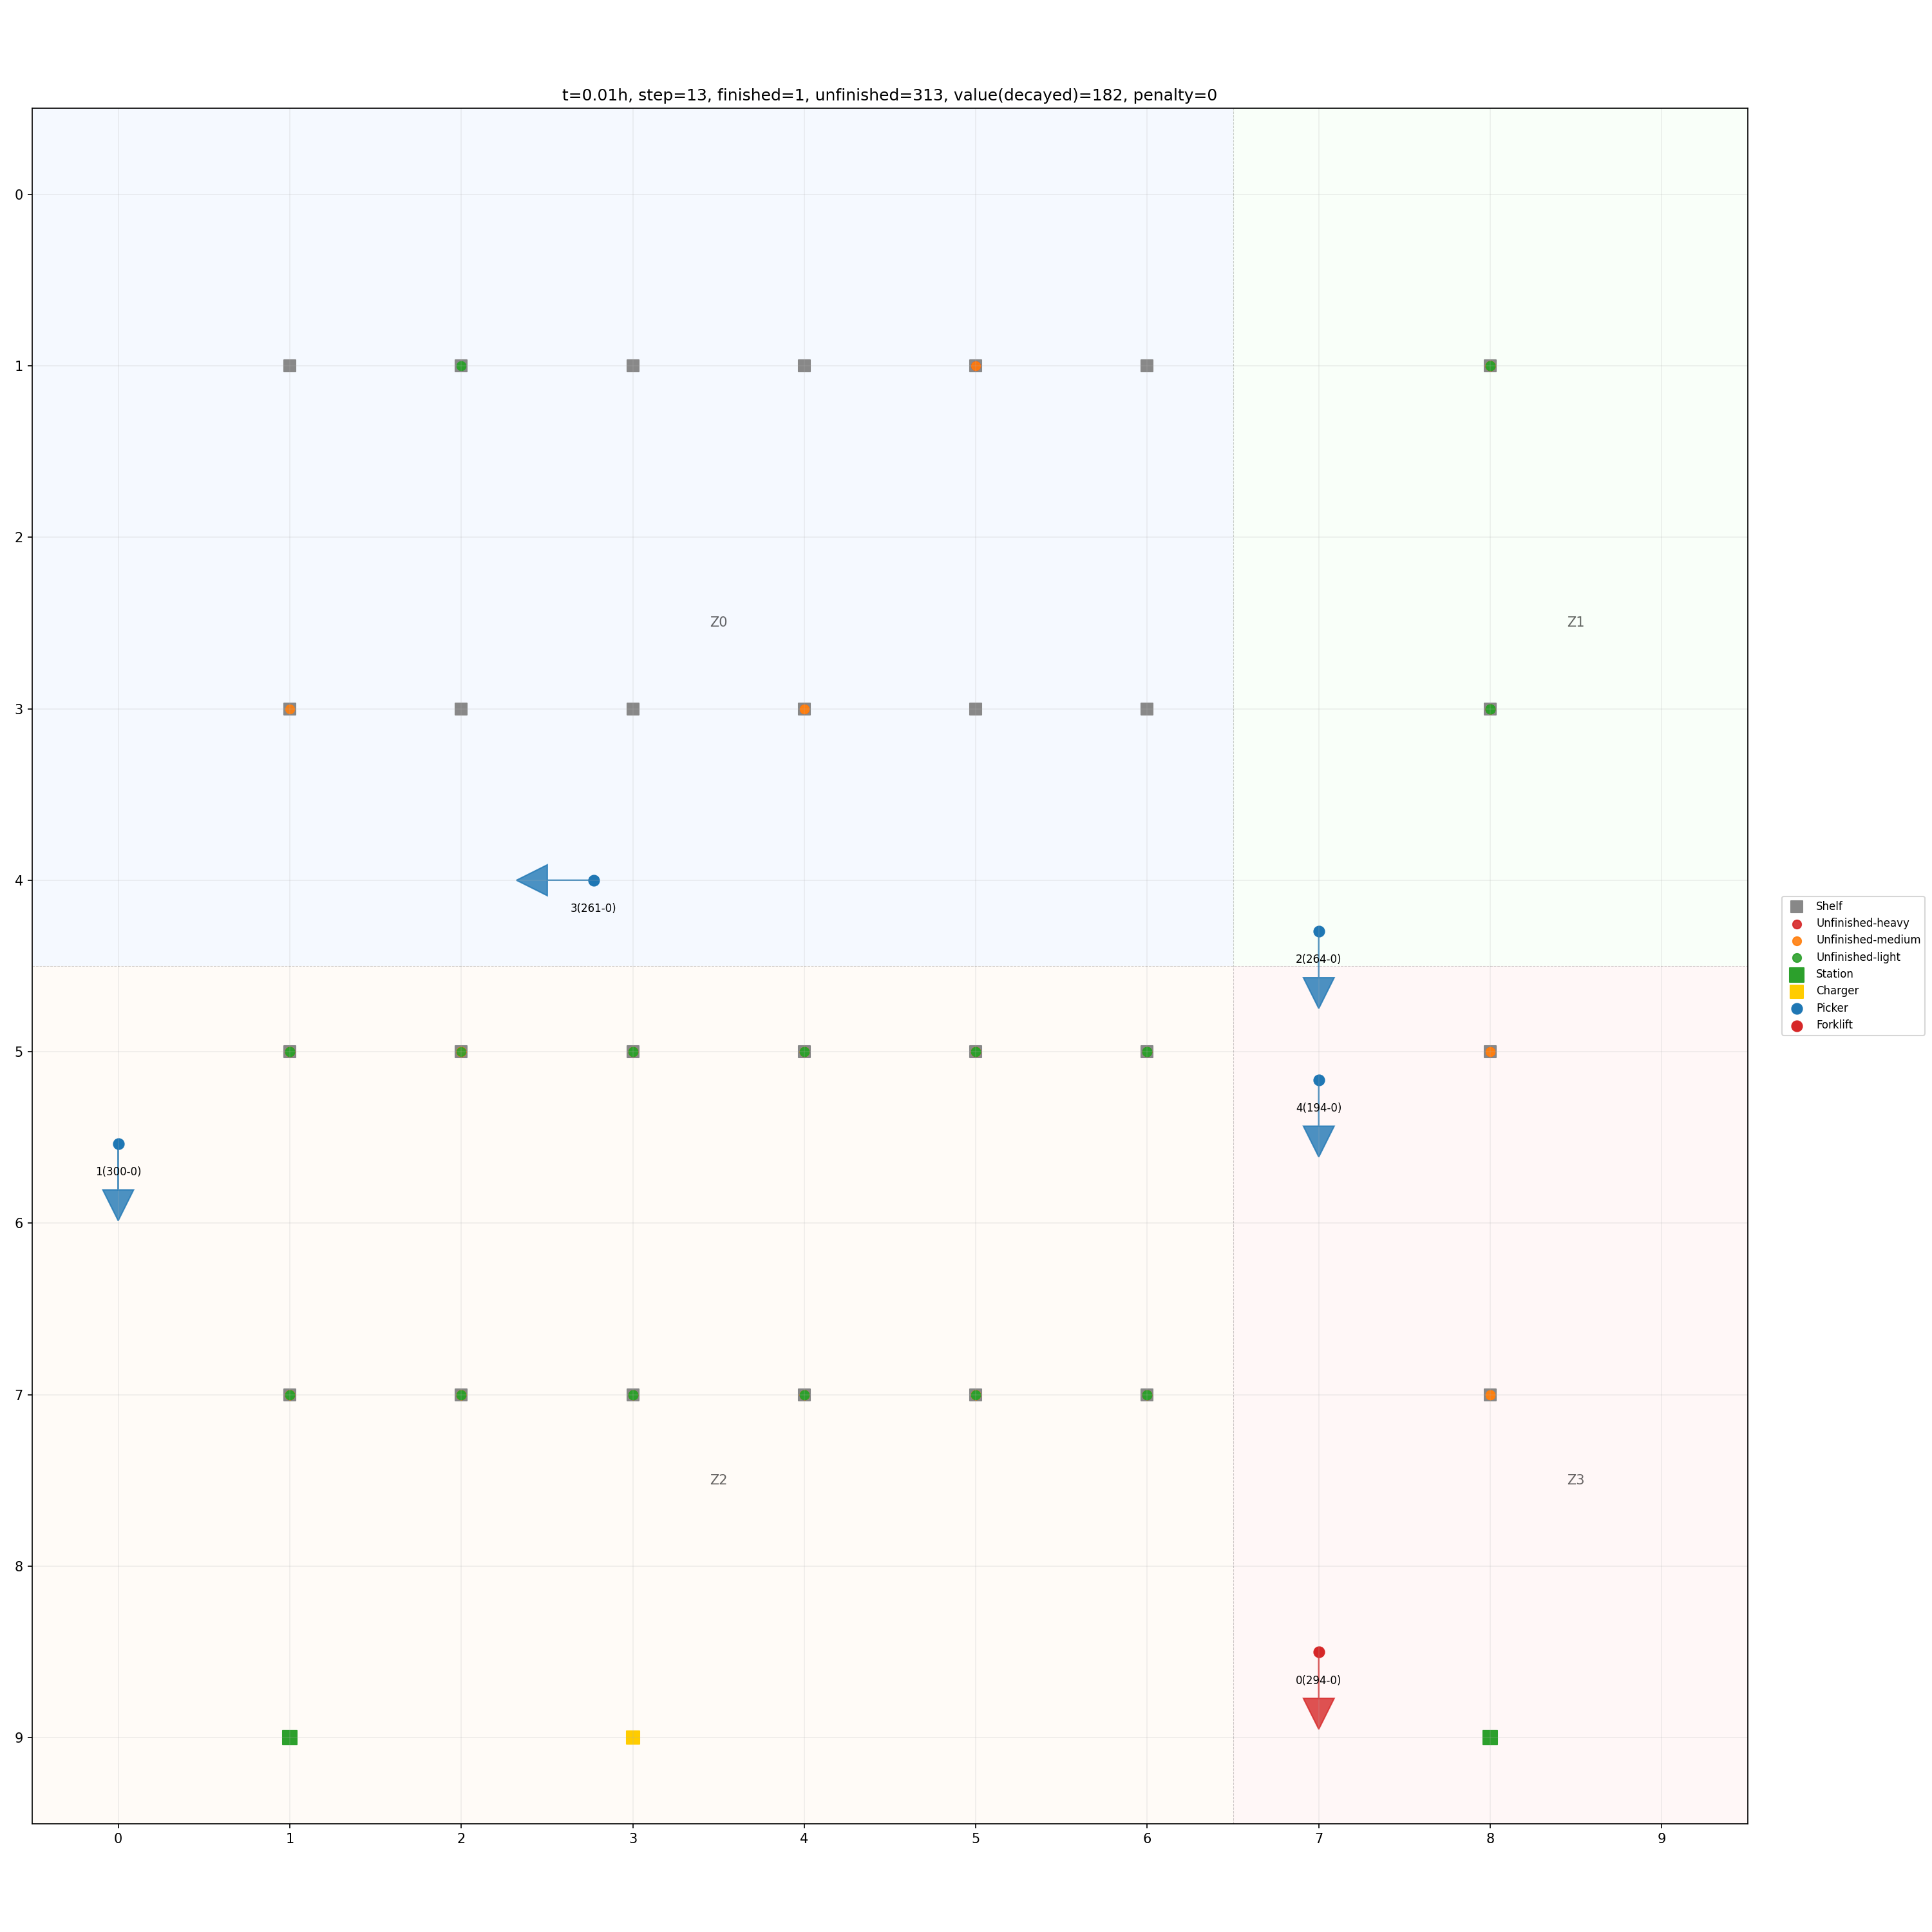 t=0.01h, step=13, finished=1, unfinished=313, value(decayed)=182, penalty=0
0
1
2
Z0
Z1
3
4
3(261-0)
2(264-0)
5
4(194-0)
1(300-0)
6
7
Z2
Z3
8
0(294-0)
9
0 1 2 3 4 5 6 7 8 9
Shelf
Unfinished-heavy
Unfinished-medium
Unfinished-light
Station
Charger
Picker
Forklift